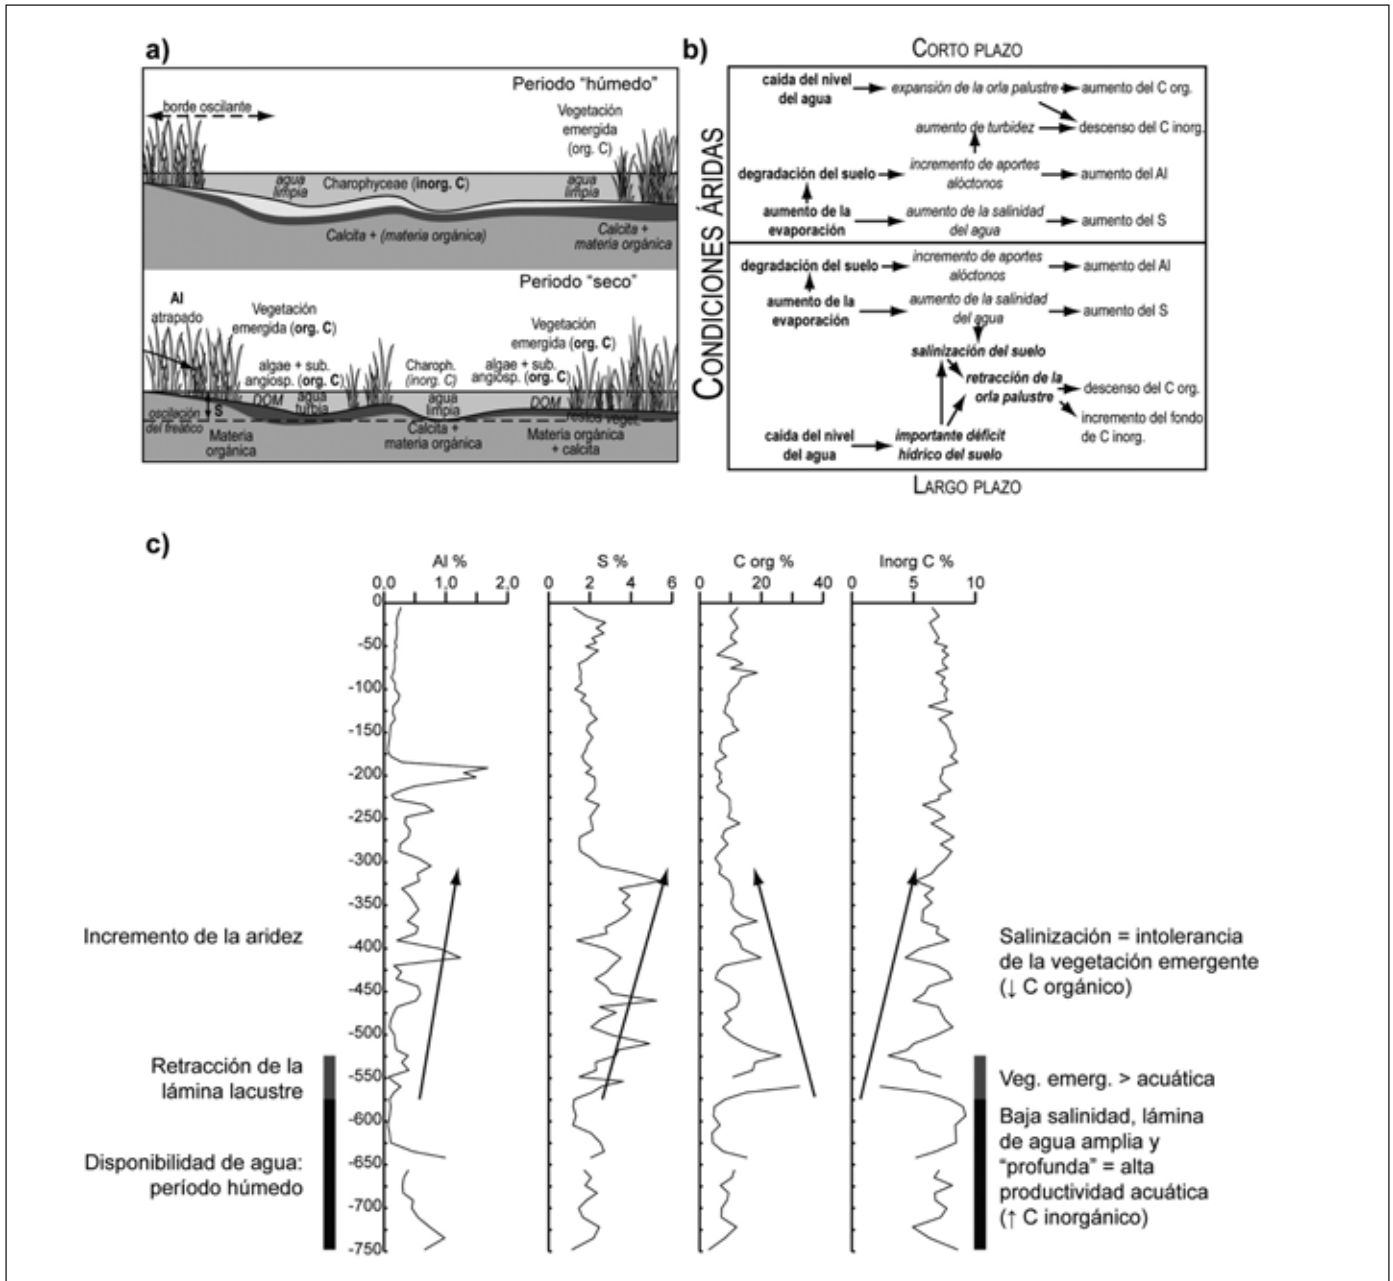 a)
Periodo "húmedo"
borde oscilante
Vegetación
emergida
(org. C)
agua
limpia
Charophyceae (inorg. C)
agua
limpia
Calcita + (materia orgánica)
Calcita +
materia orgánica
Periodo "seco"
Al
atrapado
Vegetación
emergida (org. C)
Vegetación
emergida (org. C)
algae + sub.
angiosp. (org. C)
Charoph.
(inorg. C)
algae + sub.
angiosp. (org. C)
DOM
agua
turbia
agua
limpia
DOM
oscilación
del freático
S
restos veget.
Materia
orgánica
Calcita +
materia orgánica
Materia orgánica
+ calcita
b)
CORTO PLAZO
CONDICIONES ÁRIDAS
caída del nivel
del agua
expansión de la orla palustre
aumento del C org.
aumento de turbidez
descenso del C inorg.
degradación del suelo
incremento de aportes
alóctonos
aumento del Al
aumento de la
evaporación
aumento de la salinidad
del agua
aumento del S
degradación del suelo
incremento de aportes
alóctonos
aumento del Al
aumento de la
evaporación
aumento de la salinidad
del agua
aumento del S
salinización del suelo
retracción de la
orla palustre
descenso del C org.
incremento del fondo
de C inorg.
caída del nivel
del agua
importante déficit
hídrico del suelo
LARGO PLAZO
c)
Al %
S %
C org %
Inorg C %
0,0 1,0 2,0
0 2 4 6
0 20 40
0 5 10
0
-50
-100
-150
-200
-250
-300
-350
-400
-450
-500
-550
-600
-650
-700
-750
Incremento de la aridez
Retracción de la
lámina lacustre
Disponibilidad de agua:
período húmedo
Salinización = intolerancia
de la vegetación emergente
(↓ C orgánico)
Veg. emerg. > acuática
Baja salinidad, lámina
de agua amplia y
"profunda" = alta
productividad acuática
(↑ C inorgánico)